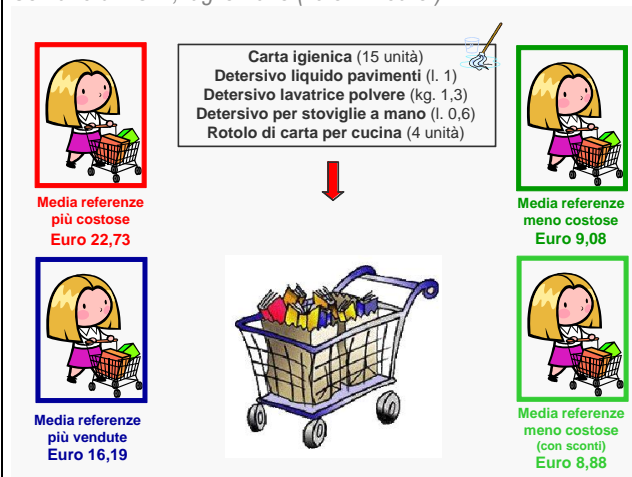 Carta igienica (15 unità)
Detersivo liquido pavimenti (l. 1)
Detersivo lavatrice polvere (kg. 1,3)
Detersivo per stoviglie a mano (l. 0,6)
Rotolo di carta per cucina (4 unità)
Media referenze
più costose
Euro 22,73
Media referenze
meno costose
Euro 9,08
Media referenze
più vendute
Euro 16,19
Media referenze
meno costose
(con sconti)
Euro 8,88